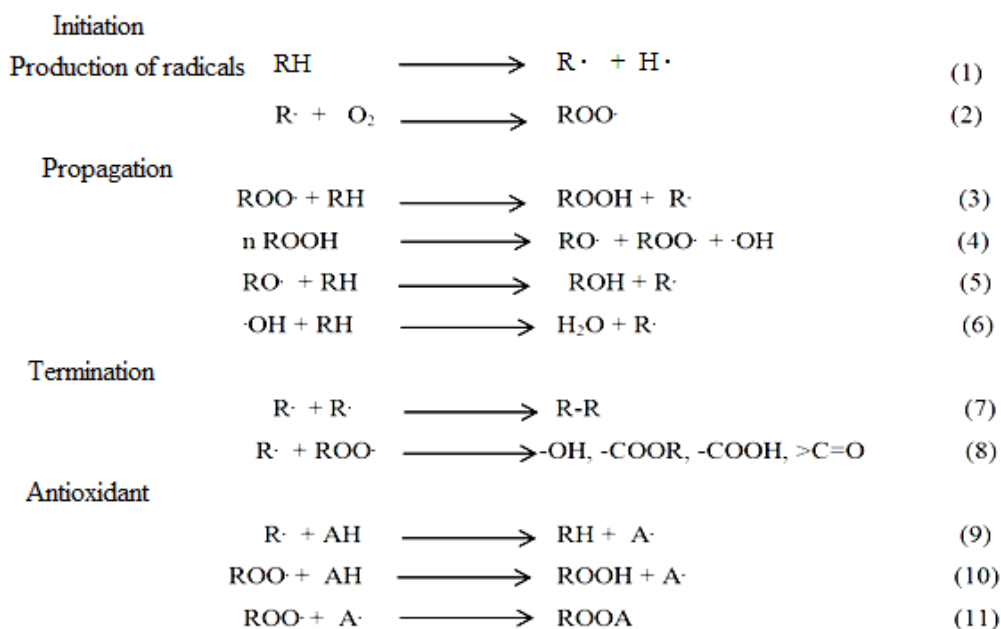 Initiation
Production of radicals RH ⟶ R· + H· (1)
R· + O₂ ⟶ ROO· (2)
Propagation
ROO· + RH ⟶ ROOH + R· (3)
n ROOH ⟶ RO· + ROO· + ·OH (4)
RO· + RH ⟶ ROH + R· (5)
·OH + RH ⟶ H₂O + R· (6)
Termination
R· + R· ⟶ R-R (7)
R· + ROO· ⟶ -OH, -COOR, -COOH, >C=O (8)
Antioxidant
R· + AH ⟶ RH + A· (9)
ROO· + AH ⟶ ROOH + A· (10)
ROO· + A· ⟶ ROOA (11)